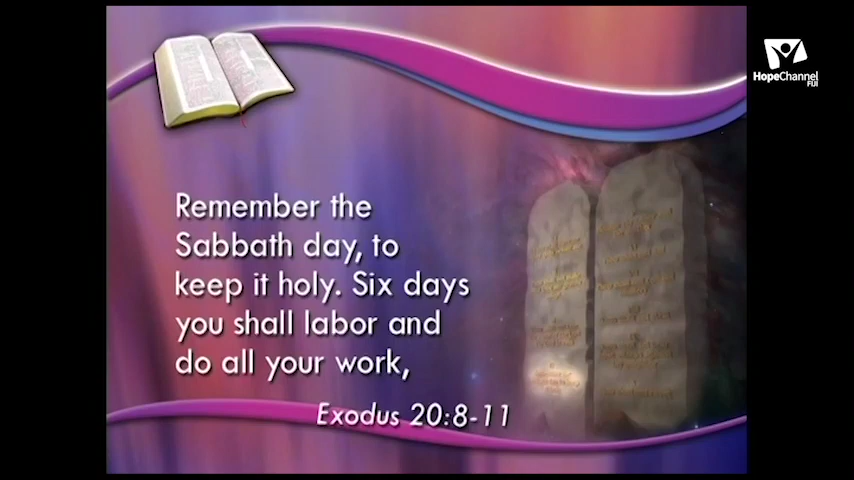 HopeChannel
FIJI
Remember the
Sabbath day, to
keep it holy. Six days
you shall labor and
do all your work,
Exodus 20:8-11